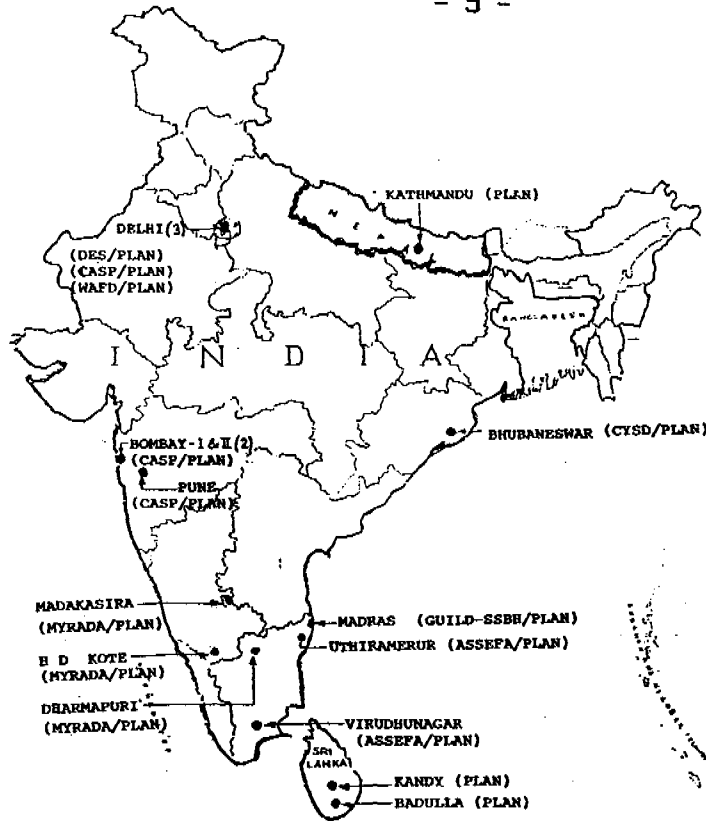 - 9 -
KATHMANDU (PLAN)
NEPAL
DELHI (3)
(DES/PLAN)
(CASP/PLAN)
(WAFD/PLAN)
BANGLADESH
INDIA
BHUBANESWAR (CYSD/PLAN)
BOMBAY-I & II (2)
(CASP/PLAN)
PUNE
(CASP/PLAN)
MADAKASIRA
(MYRADA/PLAN)
MADRAS (GUILD-SSBH/PLAN)
UTHIRAMERUR (ASSEFA/PLAN)
H D KOTE
(MYRADA/PLAN)
DHARMAPURI
(MYRADA/PLAN)
VIRUDHUNAGAR
(ASSEFA/PLAN)
SRI
LANKA
KANDY (PLAN)
BADULLA (PLAN)